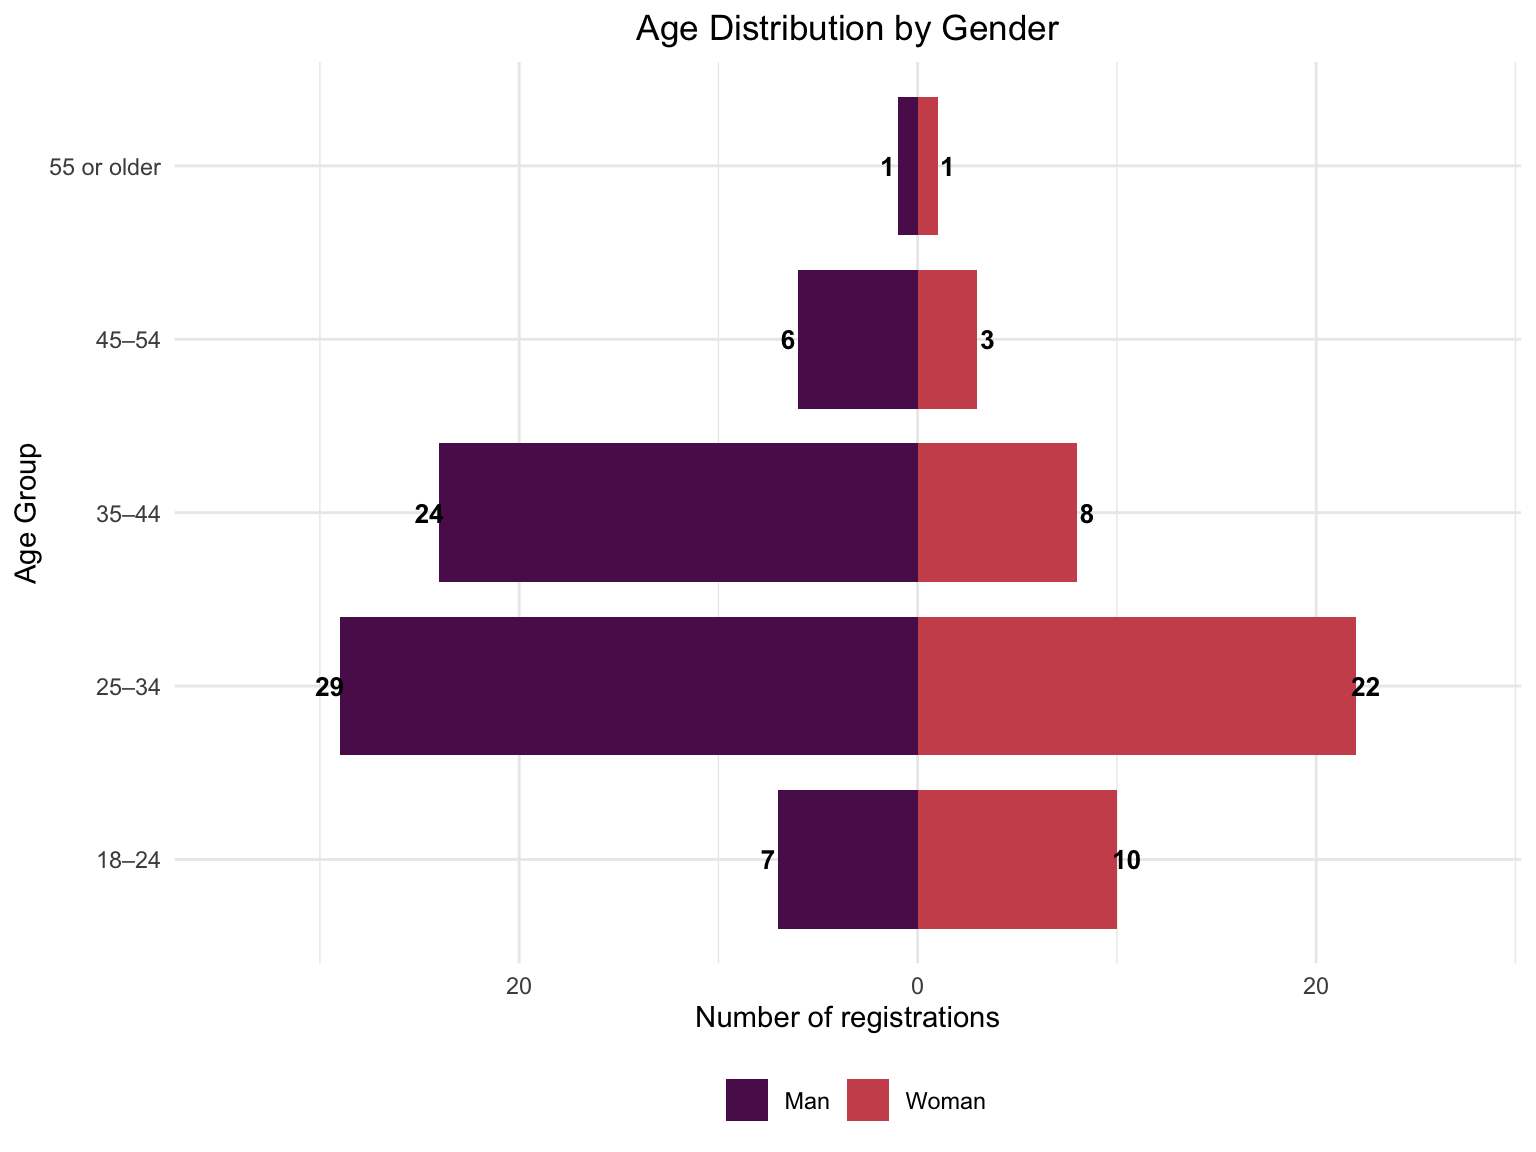 Age Distribution by Gender
55 or older
1 1
45–54
6 3
Age Group
35–44
24 8
25–34
29 22
18–24
7 10
20 0 20
Number of registrations
Man Woman